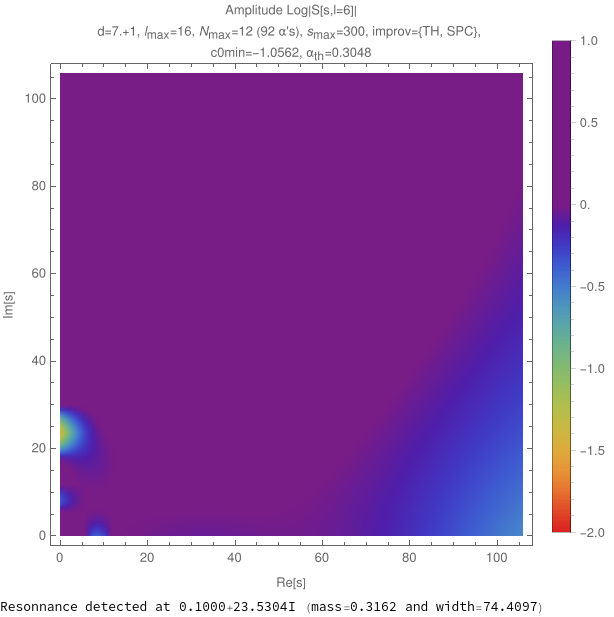 Amplitude Log|S[s,l=6]|
d=7.+1, lmax=16, Nmax=12 (92 α's), smax=300, improv={TH, SPC},
c0min=−1.0562, αth=0.3048
1.0
0.5
0.
−0.5
−1.0
−1.5
−2.0
100
80
60
40
20
0
Im[s]
0 20 40 60 80 100
Re[s]
Resonnance detected at 0.1000+23.5304I (mass=0.3162 and width=74.4097)